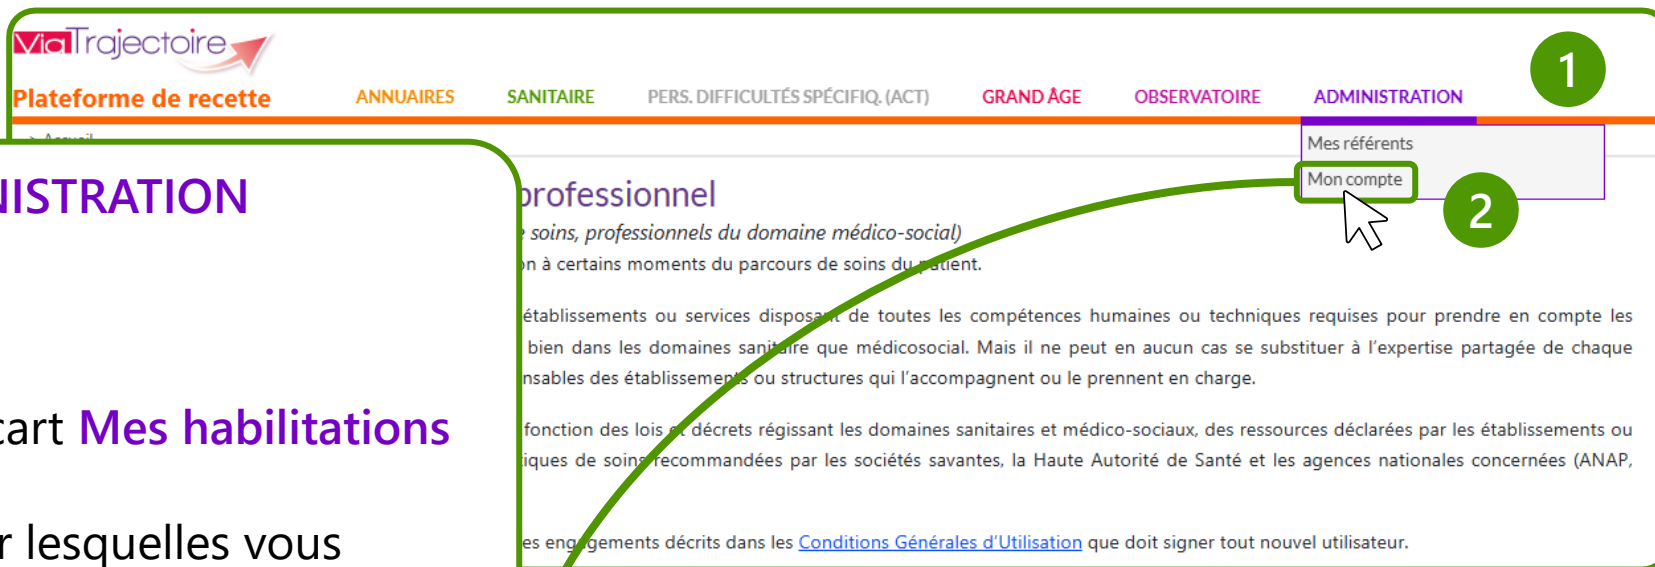 ViaTrajectoire
Plateforme de recette
ANNUAIRES SANITAIRE PERS. DIFFICULTÉS SPÉCIFIQ. (ACT) GRAND ÂGE OBSERVATOIRE ADMINISTRATION
1
> Accueil
Mes référents
Mon compte
2
NISTRATION
cart Mes habilitations
r lesquelles vous
professionnel
e soins, professionnels du domaine médico-social)
on à certains moments du parcours de soins du patient.
établissements ou services disposant de toutes les compétences humaines ou techniques requises pour prendre en compte les
bien dans les domaines sanitaire que médicosocial. Mais il ne peut en aucun cas se substituer à l'expertise partagée de chaque
nsables des établissements ou structures qui l'accompagnent ou le prennent en charge.
fonction des lois et décrets régissant les domaines sanitaires et médico-sociaux, des ressources déclarées par les établissements ou
tiques de soins recommandées par les sociétés savantes, la Haute Autorité de Santé et les agences nationales concernées (ANAP,
es engagements décrits dans les Conditions Générales d'Utilisation que doit signer tout nouvel utilisateur.